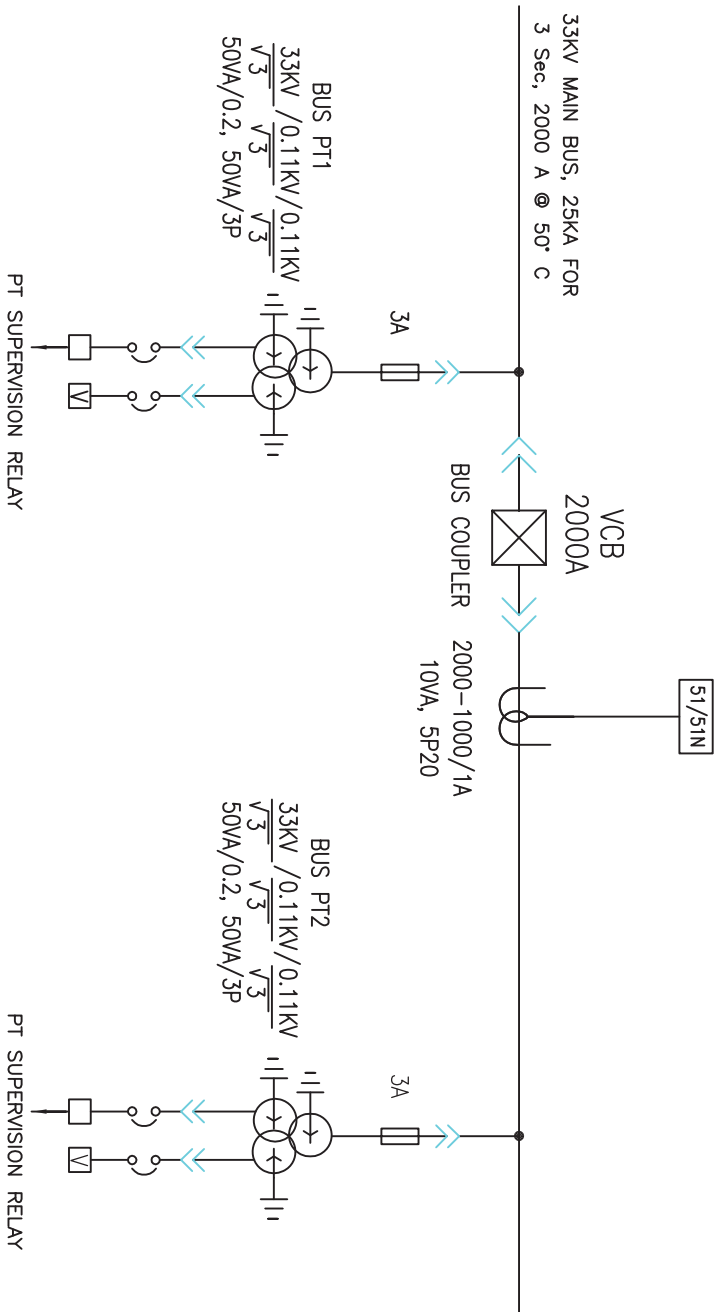 33KV MAIN BUS, 25KA FOR
3 Sec, 2000 A @ 50° C
BUS PT1
33KV/0.11KV/0.11KV
√3 √3 √3
50VA/0.2, 50VA/3P
3A
V
PT SUPERVISION RELAY
VCB
2000A
BUS COUPLER
51/51N
2000-1000/1A
10VA, 5P20
BUS PT2
33KV/0.11KV/0.11KV
√3 √3 √3
50VA/0.2, 50VA/3P
3A
V
PT SUPERVISION RELAY